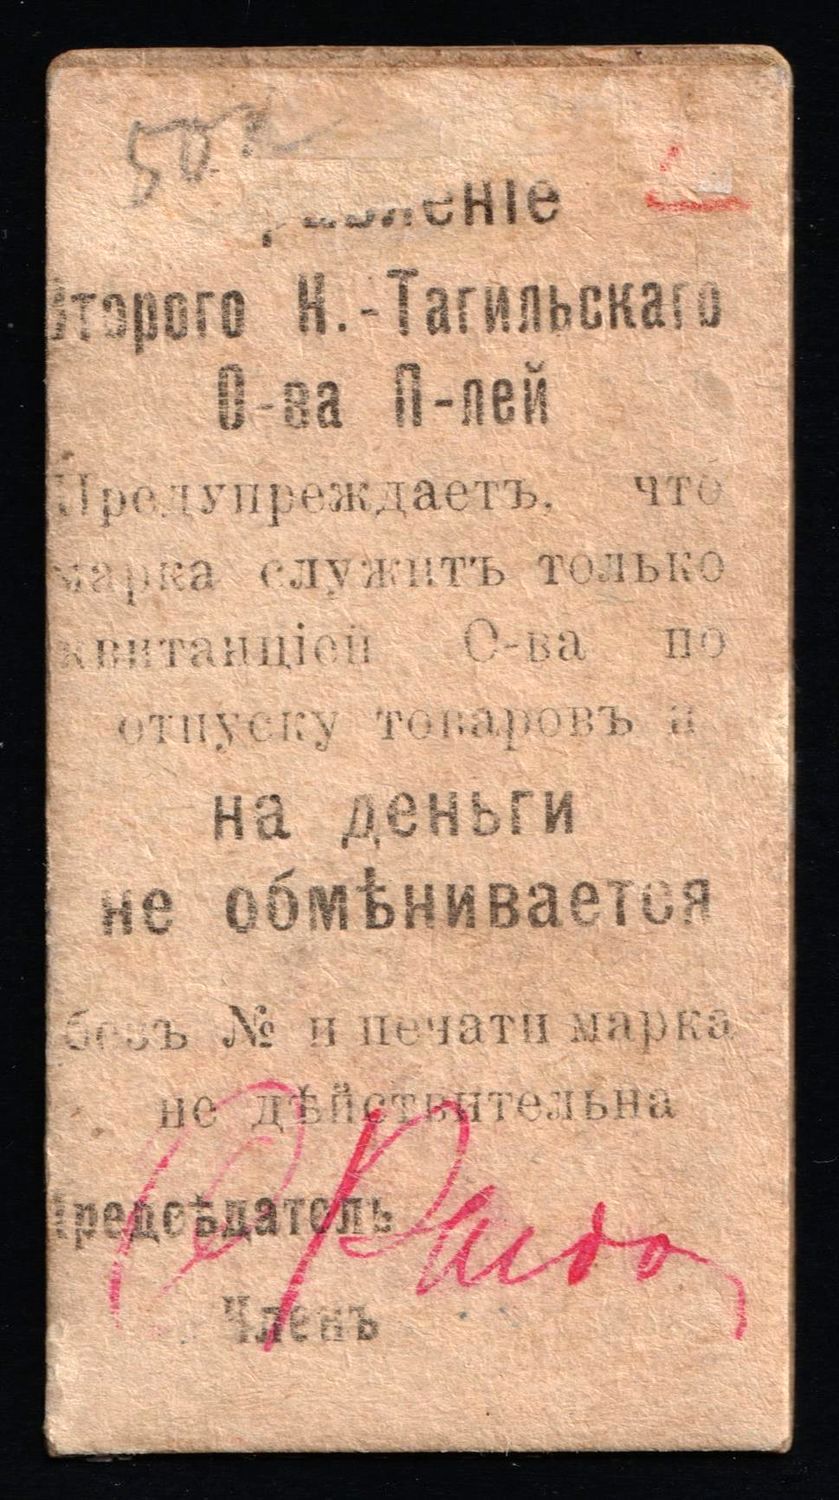 50к
равленіе
Второго Н.-Тагильскаго
О-ва П-лей
Предупреждаетъ, что
марка служитъ только
квитанціей О-ва по
отпуску товаровъ и
на деньги
не обмѣнивается
безъ № и печати марка
не дѣйствительна
Предсѣдатель
Членъ